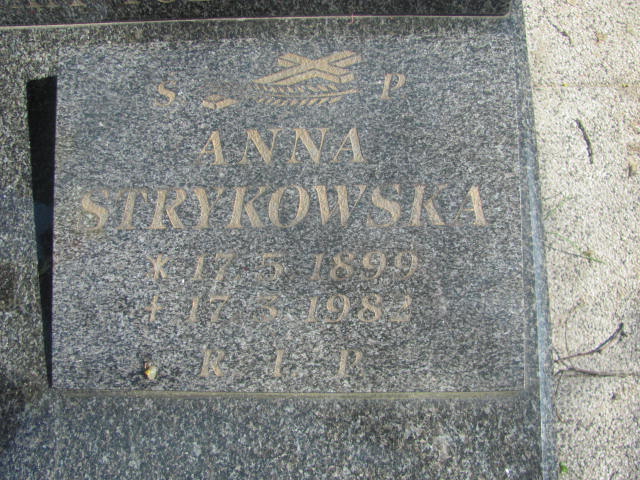 Ś P
ANNA
STRYKOWSKA
* 17 5 1899
+ 17 3 1982
R I P